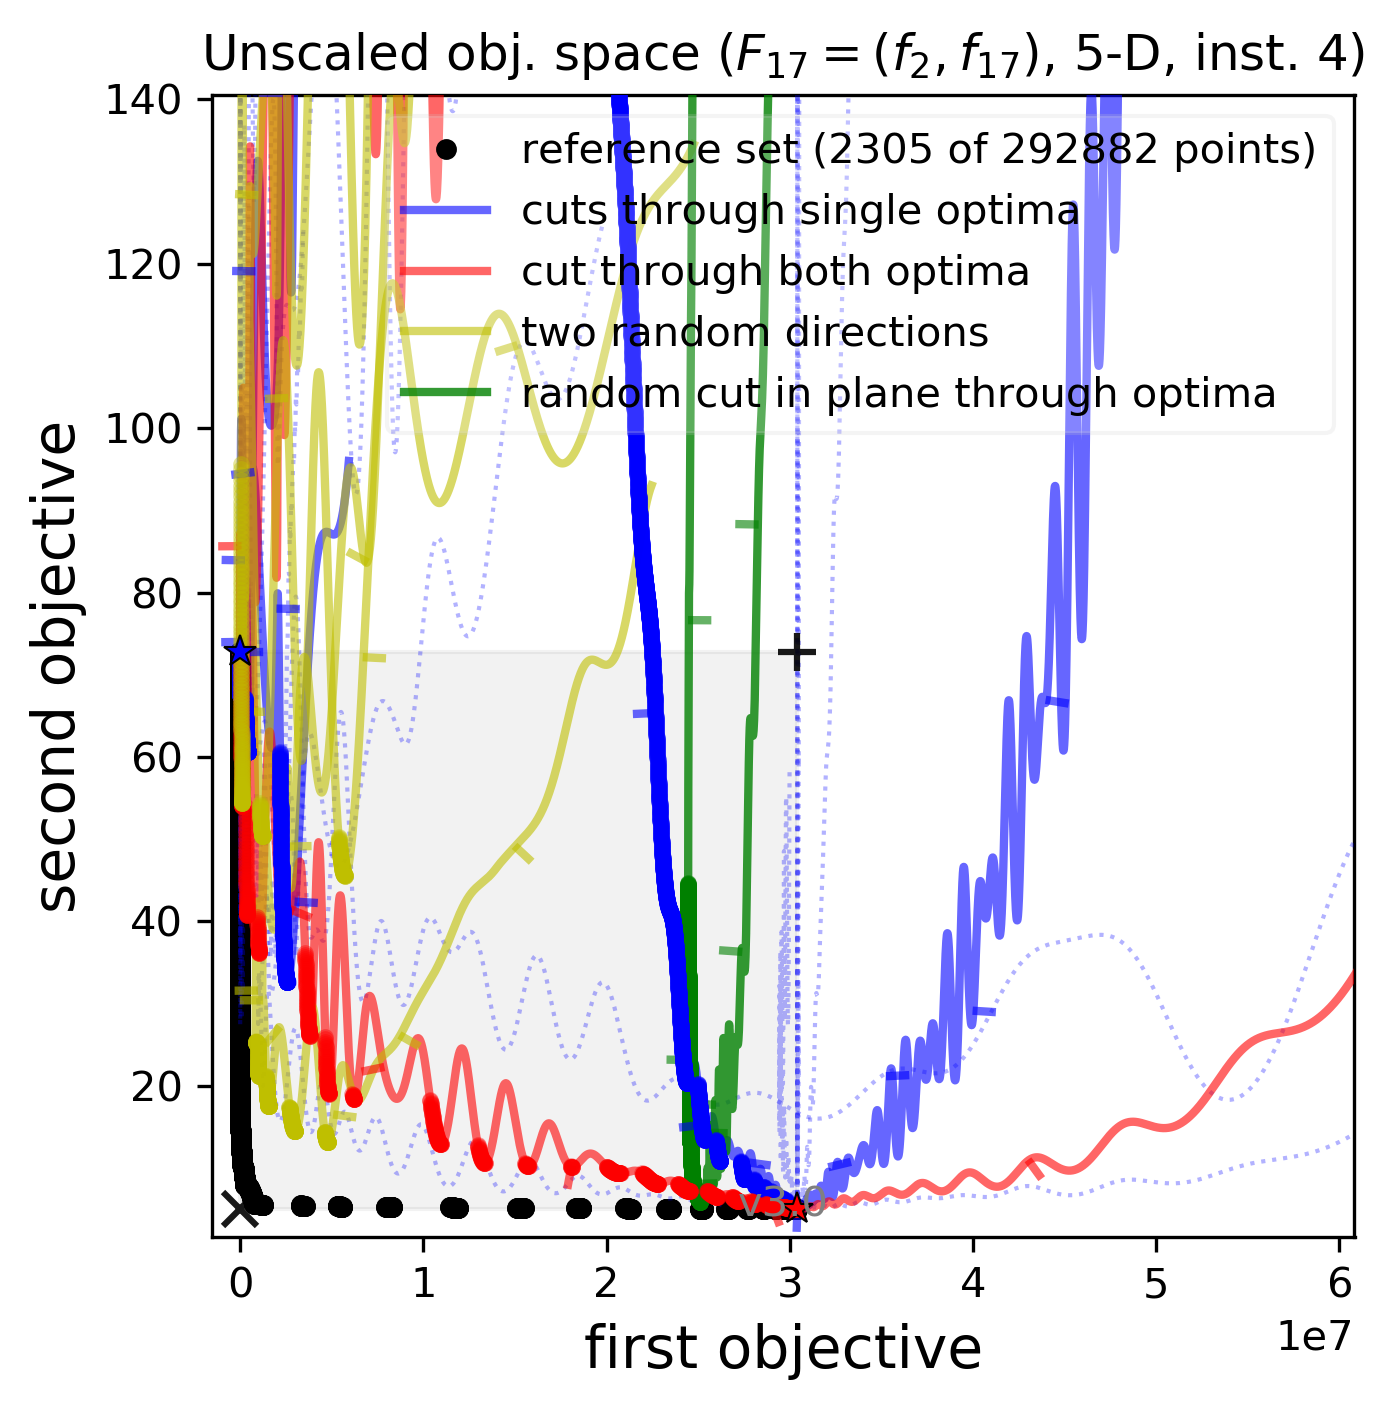 Unscaled obj. space (F17 = (f2, f17), 5-D, inst. 4)
140
120
100
80
60
40
20
second objective
reference set (2305 of 292882 points)
cuts through single optima
cut through both optima
two random directions
random cut in plane through optima
0 1 2 3 4 5 6
1e7
first objective